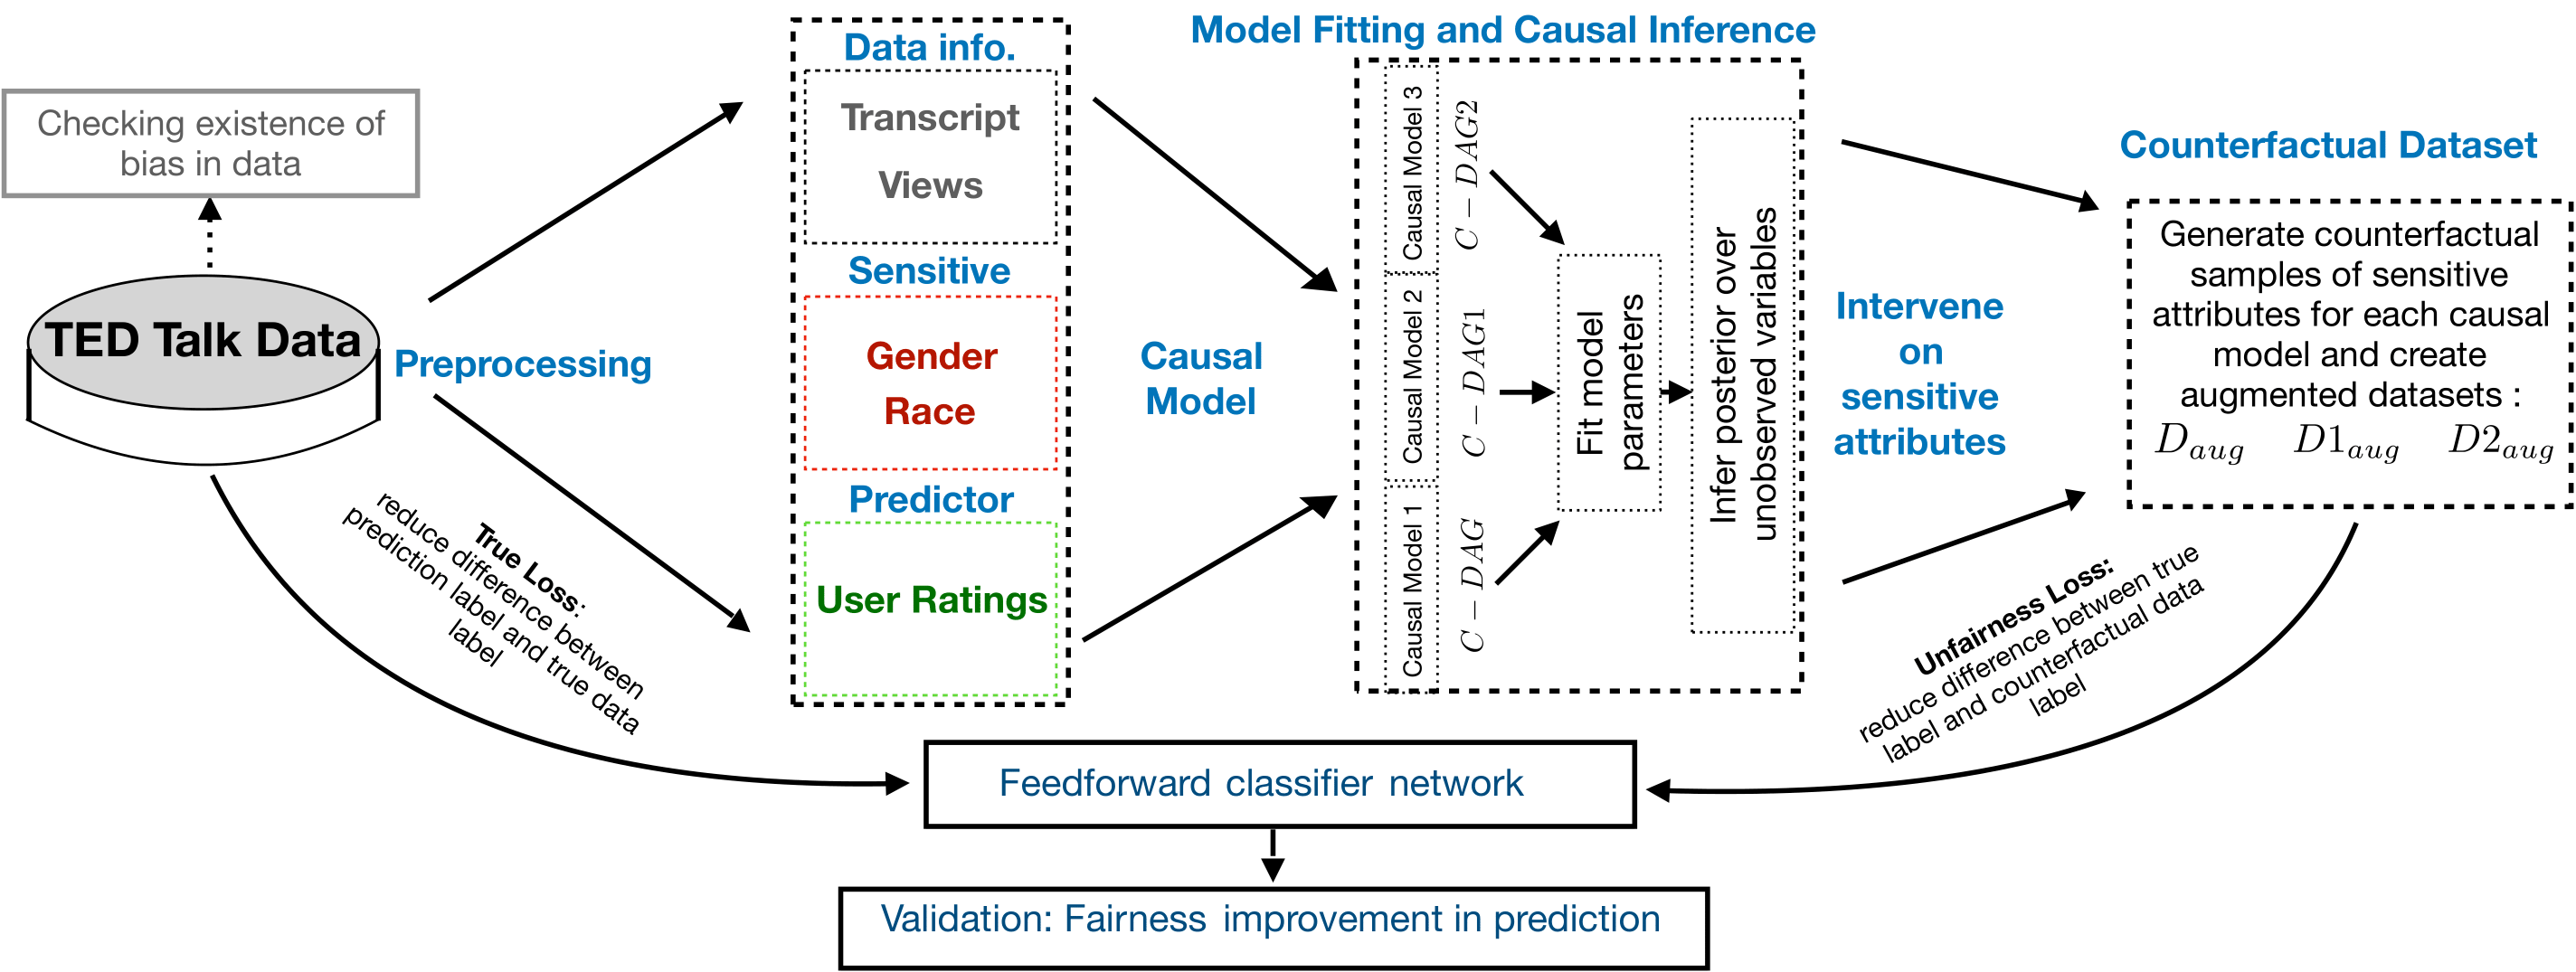 Checking existence of
bias in data
TED Talk Data
Preprocessing
True Loss:
reduce difference between
prediction label and true data
label
Data info.
Transcript
Views
Sensitive
Gender
Race
Predictor
User Ratings
Causal
Model
Model Fitting and Causal Inference
Causal Model 3
C − DAG2
Causal Model 2
C − DAG1
Causal Model 1
C − DAG
Fit model
parameters
Infer posterior over
unobserved variables
Intervene
on
sensitive
attributes
Counterfactual Dataset
Generate counterfactual
samples of sensitive
attributes for each causal
model and create
augmented datasets :
D_{aug} D1_{aug} D2_{aug}
Unfairness Loss:
reduce difference between true
label and counterfactual data
label
Feedforward classifier network
Validation: Fairness improvement in prediction